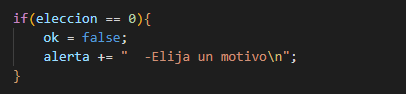 if(eleccion == 0){
    ok = false;
    alerta += "  -Elija un motivo\n";
}